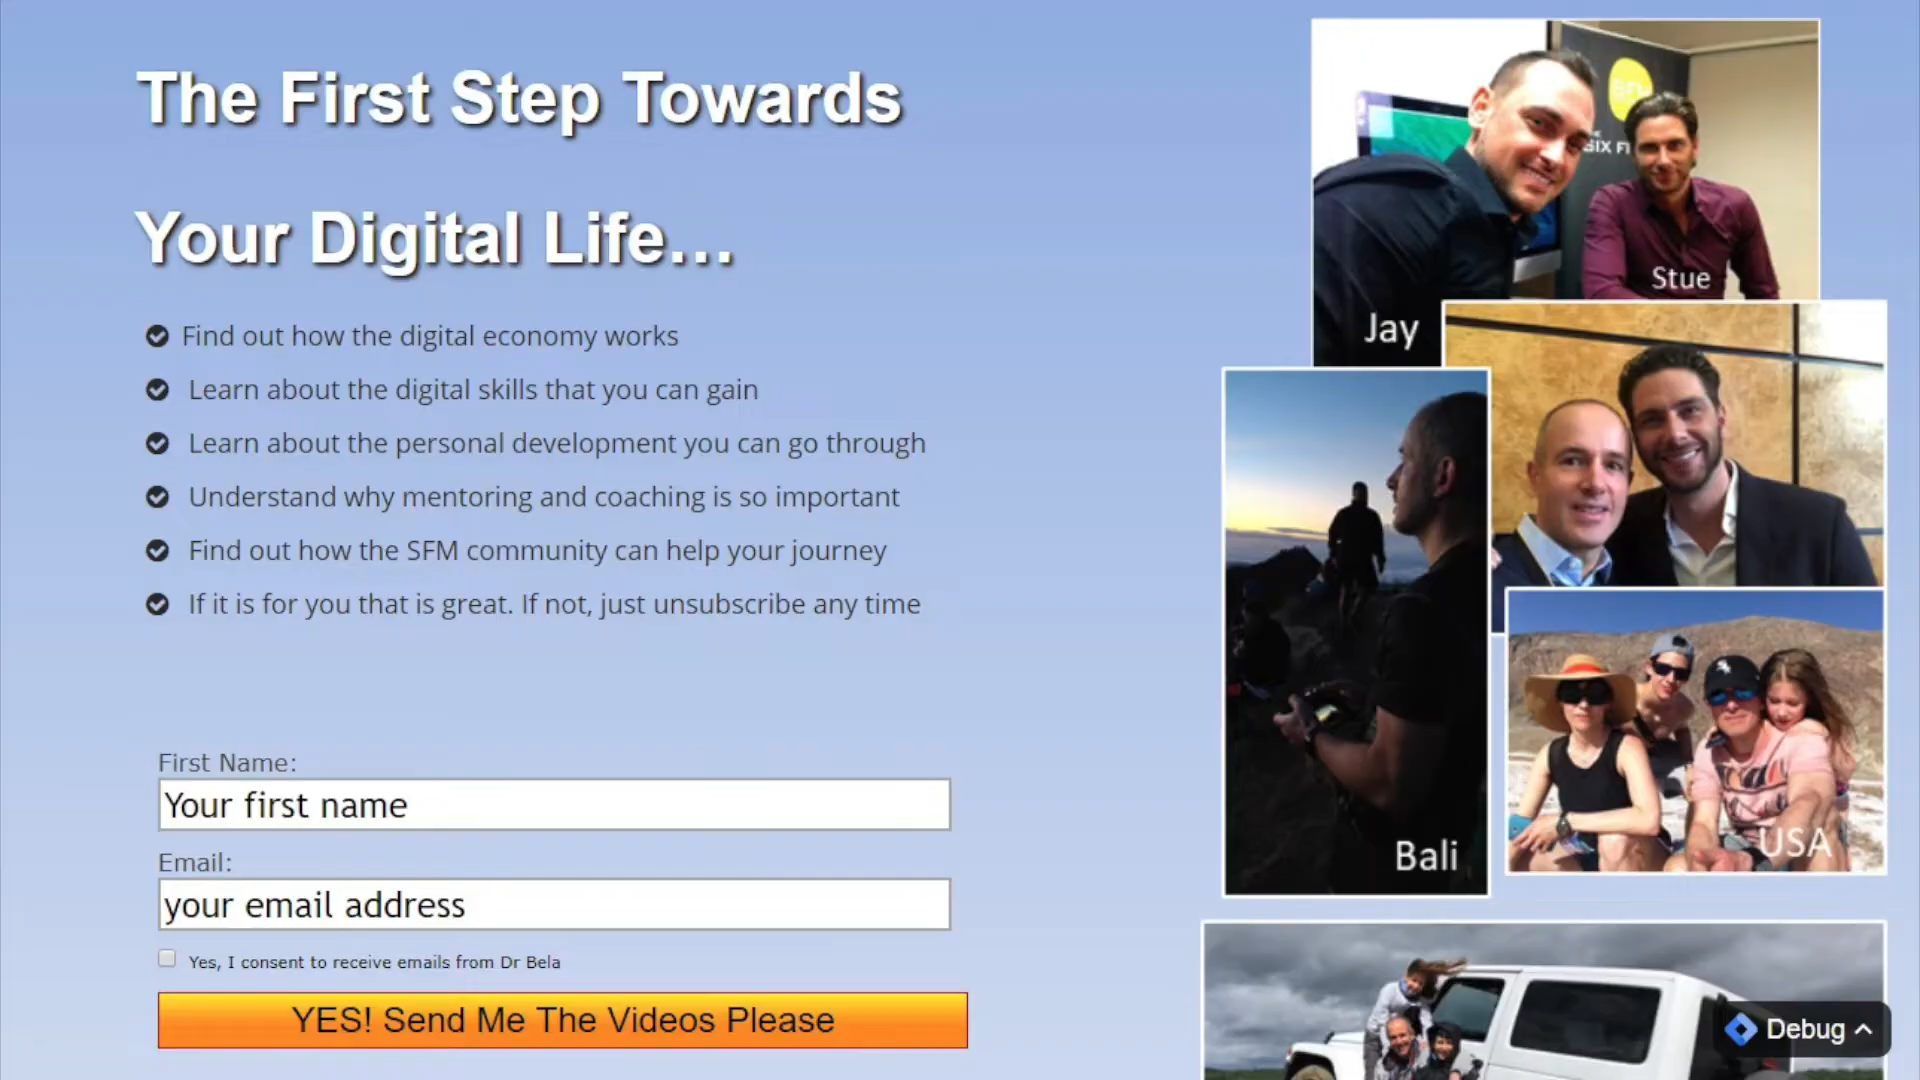 The First Step Towards
Your Digital Life...
Find out how the digital economy works
Learn about the digital skills that you can gain
Learn about the personal development you can go through
Understand why mentoring and coaching is so important
Find out how the SFM community can help your journey
If it is for you that is great. If not, just unsubscribe any time
First Name:
Your first name
Email:
your email address
Yes, I consent to receive emails from Dr Bela
YES! Send Me The Videos Please
SIX
Stue
Jay
Bali
USA
Debug